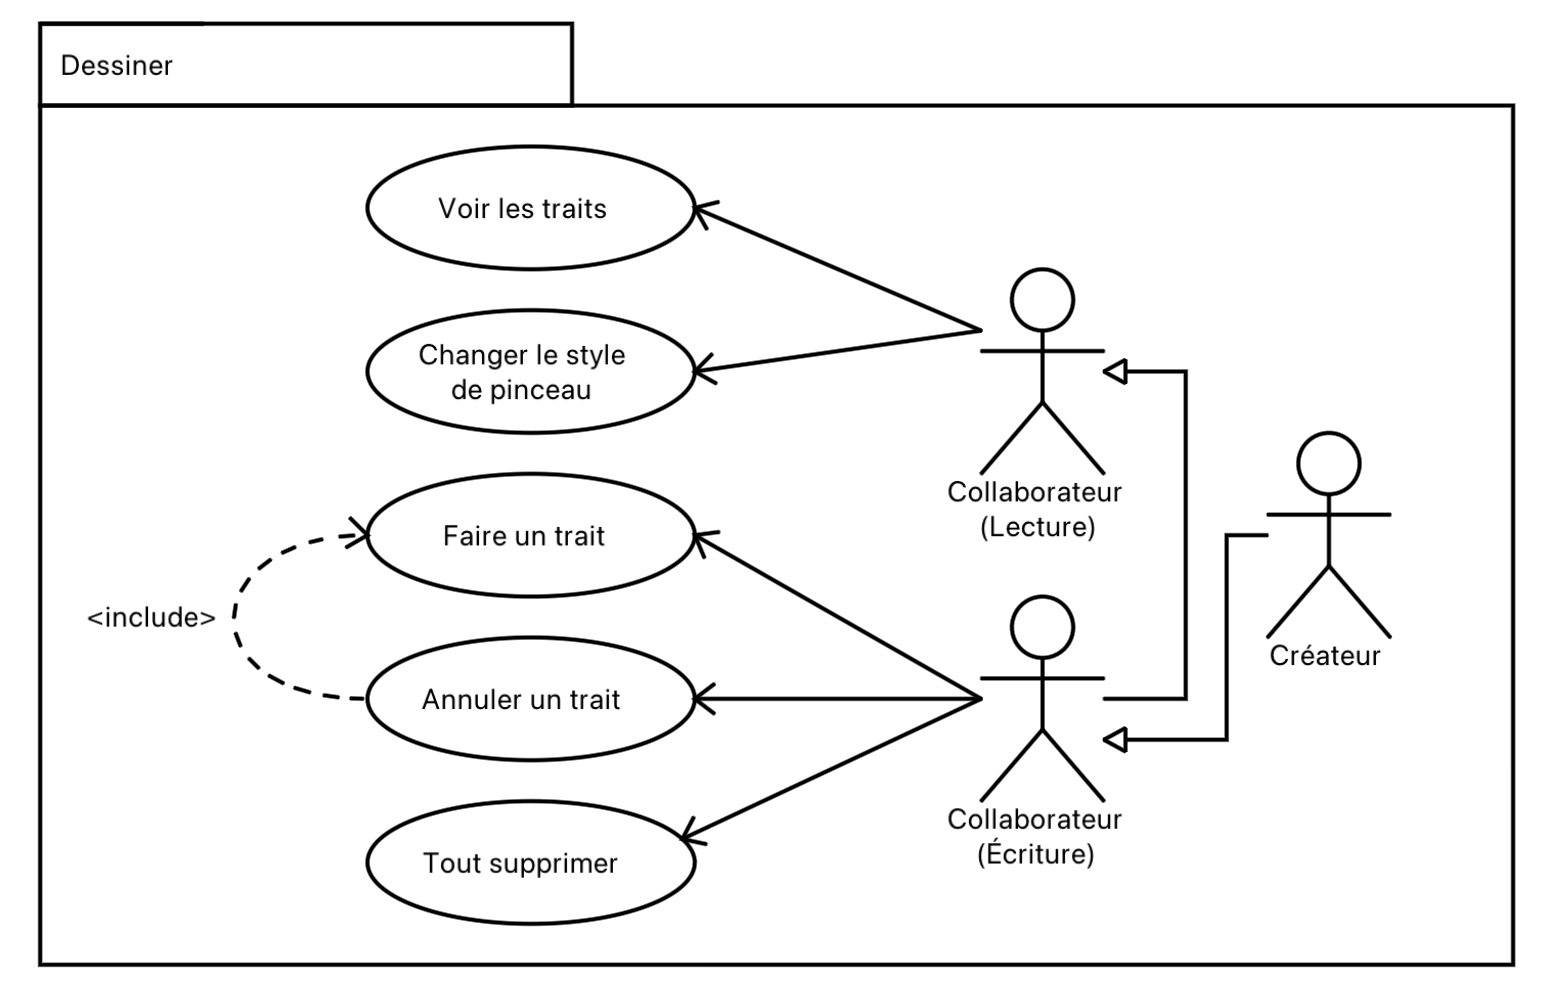 Dessiner
Voir les traits
Changer le style
de pinceau
Collaborateur
(Lecture)
Faire un trait
<include>
Créateur
Annuler un trait
Collaborateur
(Écriture)
Tout supprimer